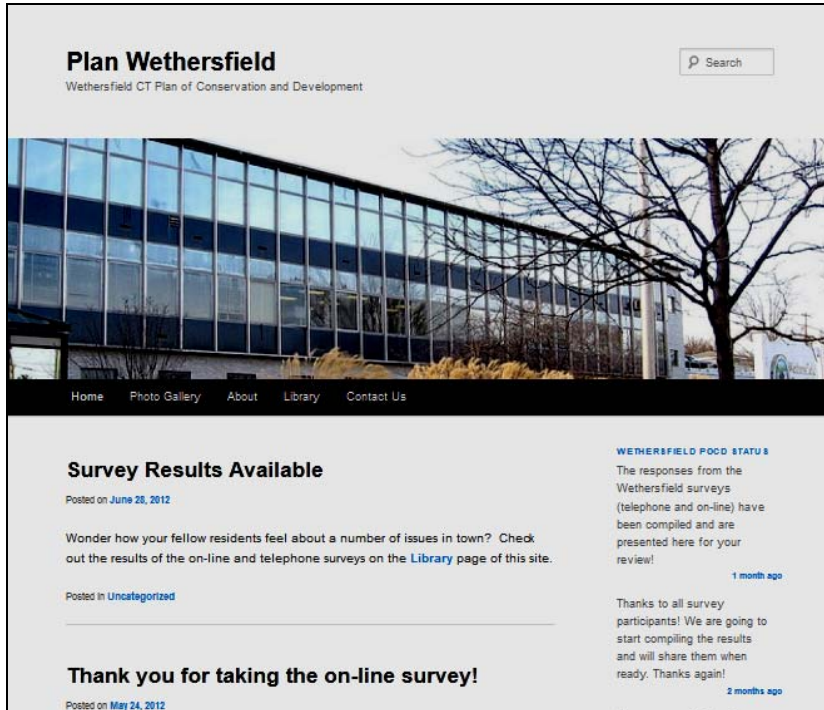 Plan Wethersfield
Wethersfield CT Plan of Conservation and Development
Search
Home Photo Gallery About Library Contact Us
Survey Results Available
Posted on June 28, 2012
Wonder how your fellow residents feel about a number of issues in town? Check
out the results of the on-line and telephone surveys on the Library page of this site.
Posted in Uncategorized
Thank you for taking the on-line survey!
Posted on May 24, 2012
WETHERSFIELD POCD STATUS
The responses from the
Wethersfield surveys
(telephone and on-line) have
been compiled and are
presented here for your
review!
1 month ago
Thanks to all survey
participants! We are going to
start compiling the results
and will share them when
ready. Thanks again!
2 months ago